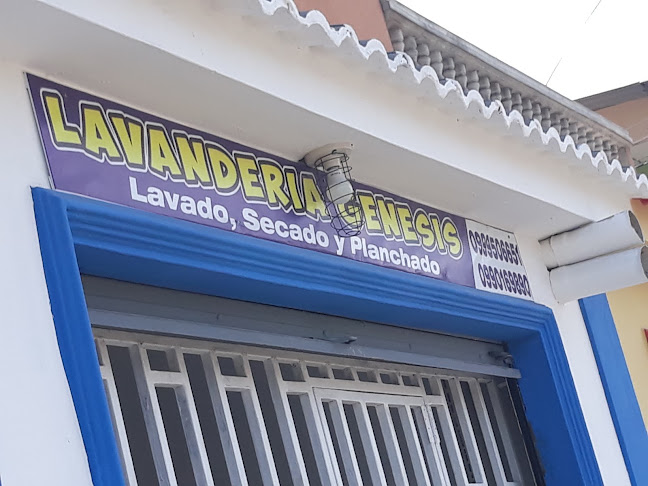 LAVANDERIA GENESIS
Lavado, Secado y Planchado